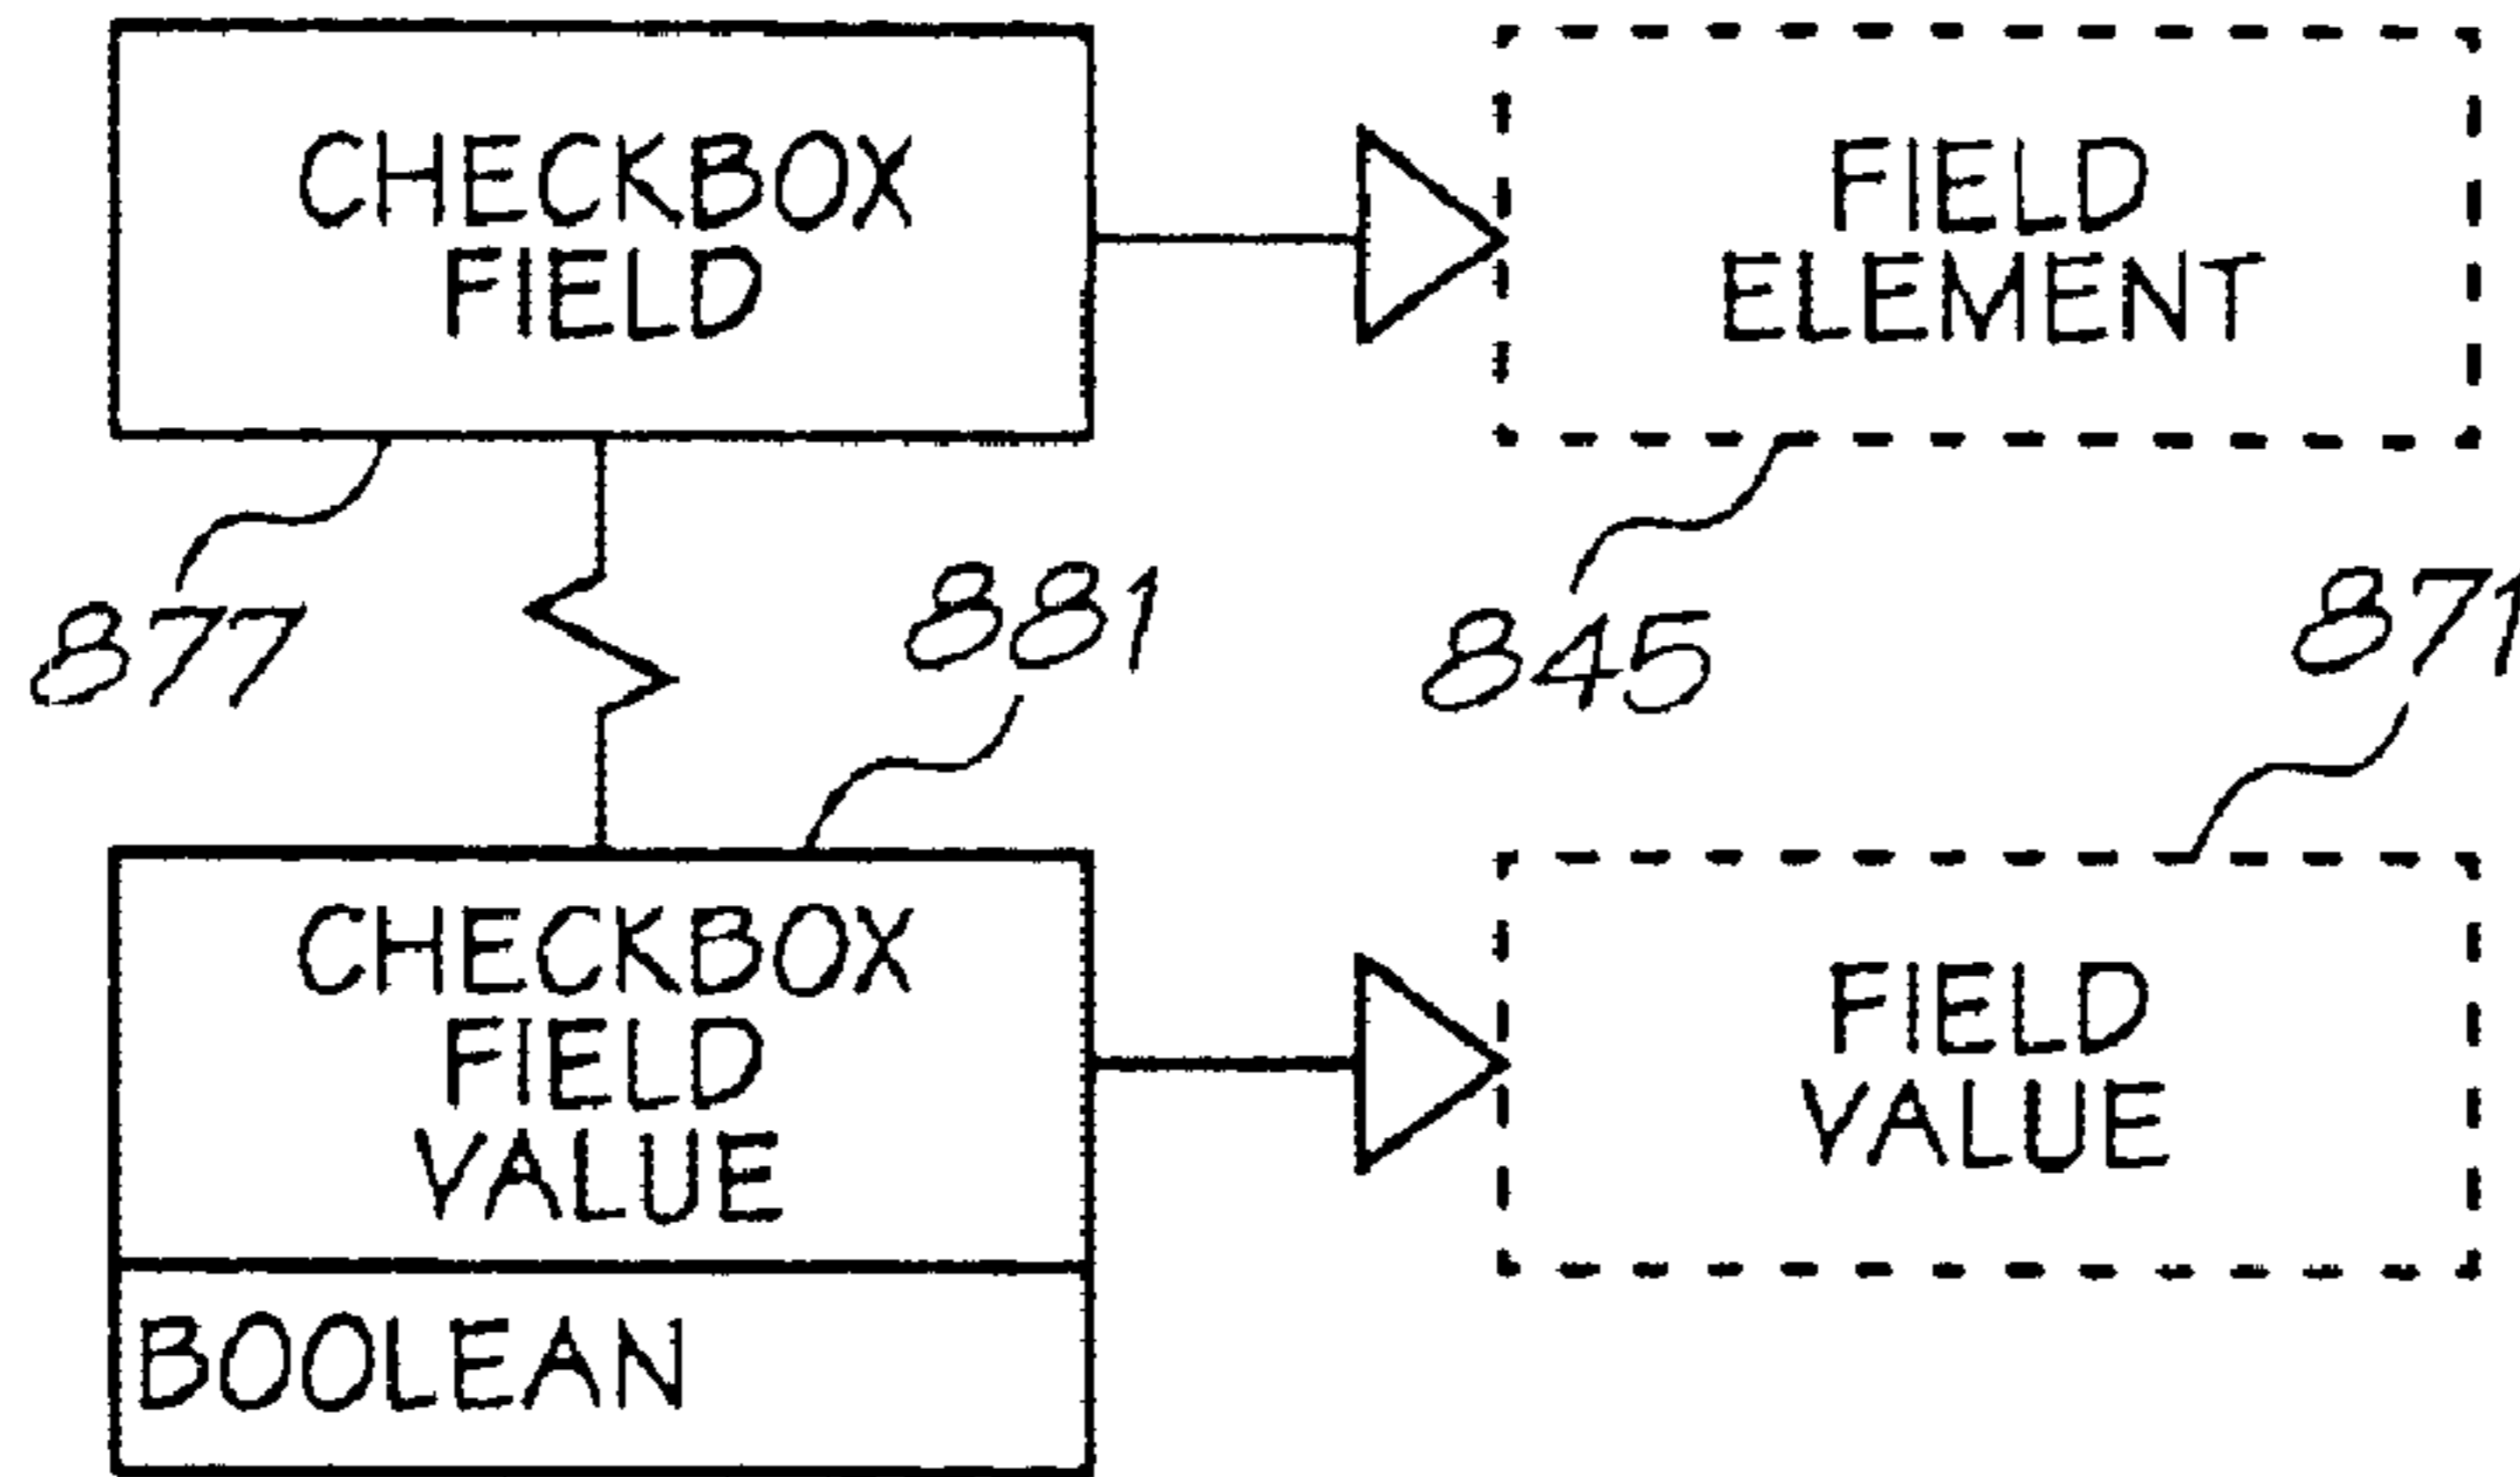 CHECKBOX
FIELD
FIELD
ELEMENT
877
881
845
871
CHECKBOX
FIELD
VALUE
FIELD
VALUE
BOOLEAN